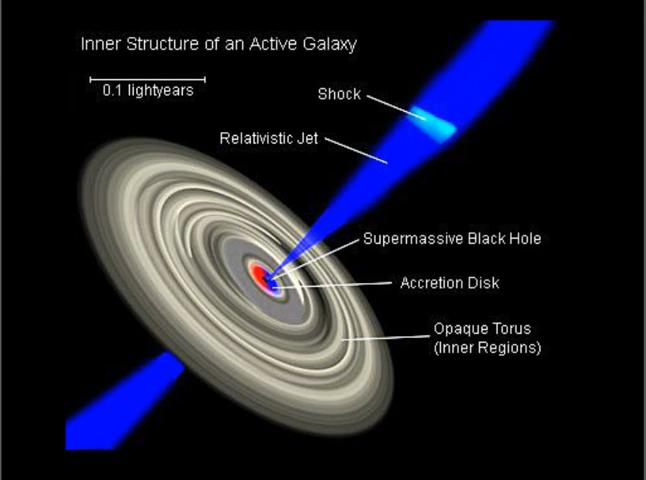 Inner Structure of an Active Galaxy
0.1 lightyears
Shock
Relativistic Jet
Supermassive Black Hole
Accretion Disk
Opaque Torus
(Inner Regions)